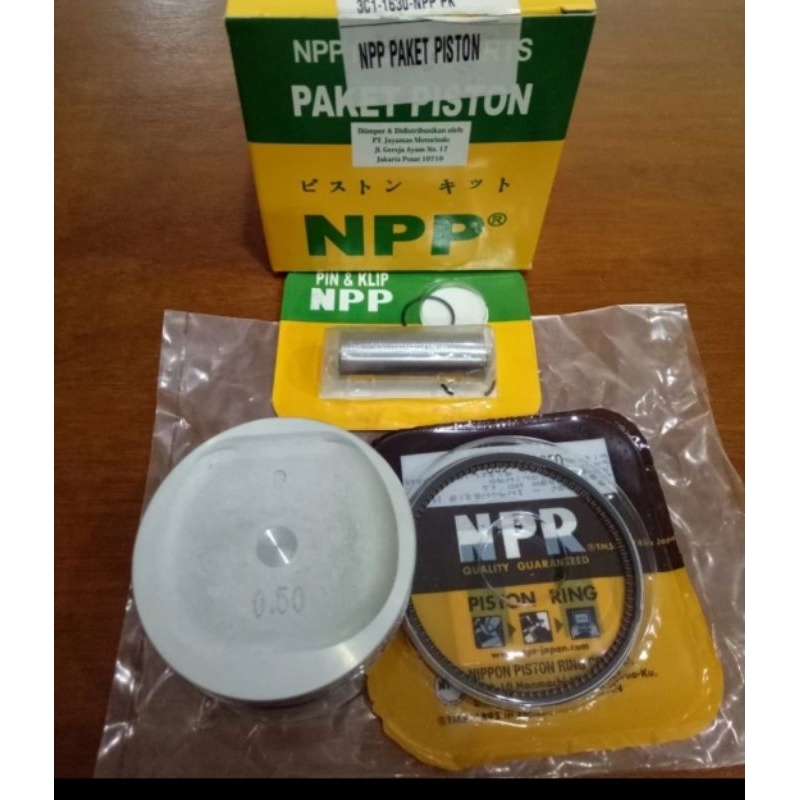 3C1-1630-NPP PK
NPP PAKET PISTON
NPP
PAKET PISTON
Diimpor & Didistribusikan oleh:
PT. Jayamas Motorindo
Jl. Gereja Ayam No. 17
Jakarta Pusat 10710
ピストン キット
NPP®
PIN & KLIP
NPP
0.50
NPR
®TMS
QUALITY GUARANTEED
PISTON RING
NIPPON PISTON RING